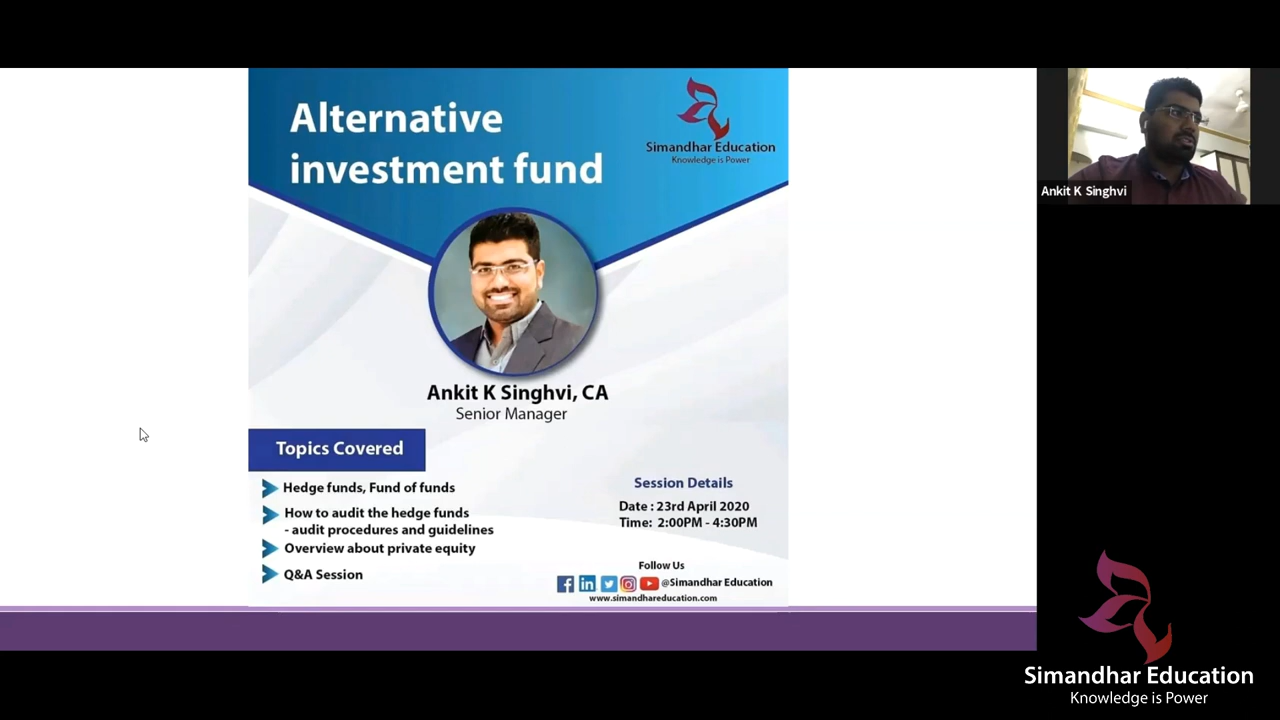 Alternative
investment fund
Simandhar Education
Knowledge is Power
Ankit K Singhvi, CA
Senior Manager
Topics Covered
Hedge funds, Fund of funds
How to audit the hedge funds
- audit procedures and guidelines
Overview about private equity
Q&A Session
Session Details
Date : 23rd April 2020
Time: 2:00PM - 4:30PM
Follow Us
@Simandhar Education
www.simandhareducation.com
Ankit K Singhvi
Simandhar Education
Knowledge is Power